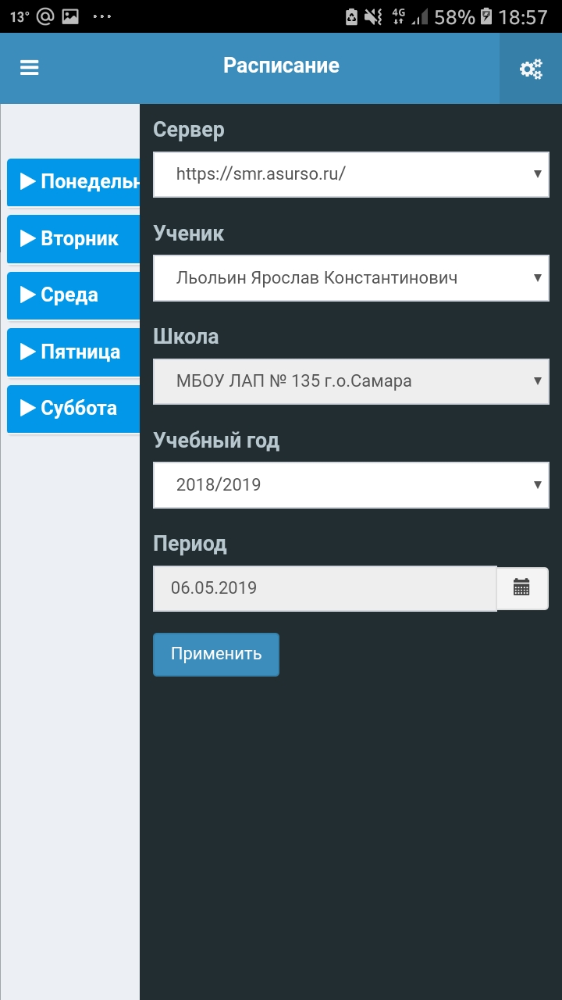 13° ... 4G 58% 18:57
Расписание
Понедельн
Вторник
Среда
Пятница
Суббота
Сервер
https://smr.asurso.ru/
Ученик
Льольин Ярослав Константинович
Школа
МБОУ ЛАП № 135 г.о.Самара
Учебный год
2018/2019
Период
06.05.2019
Применить